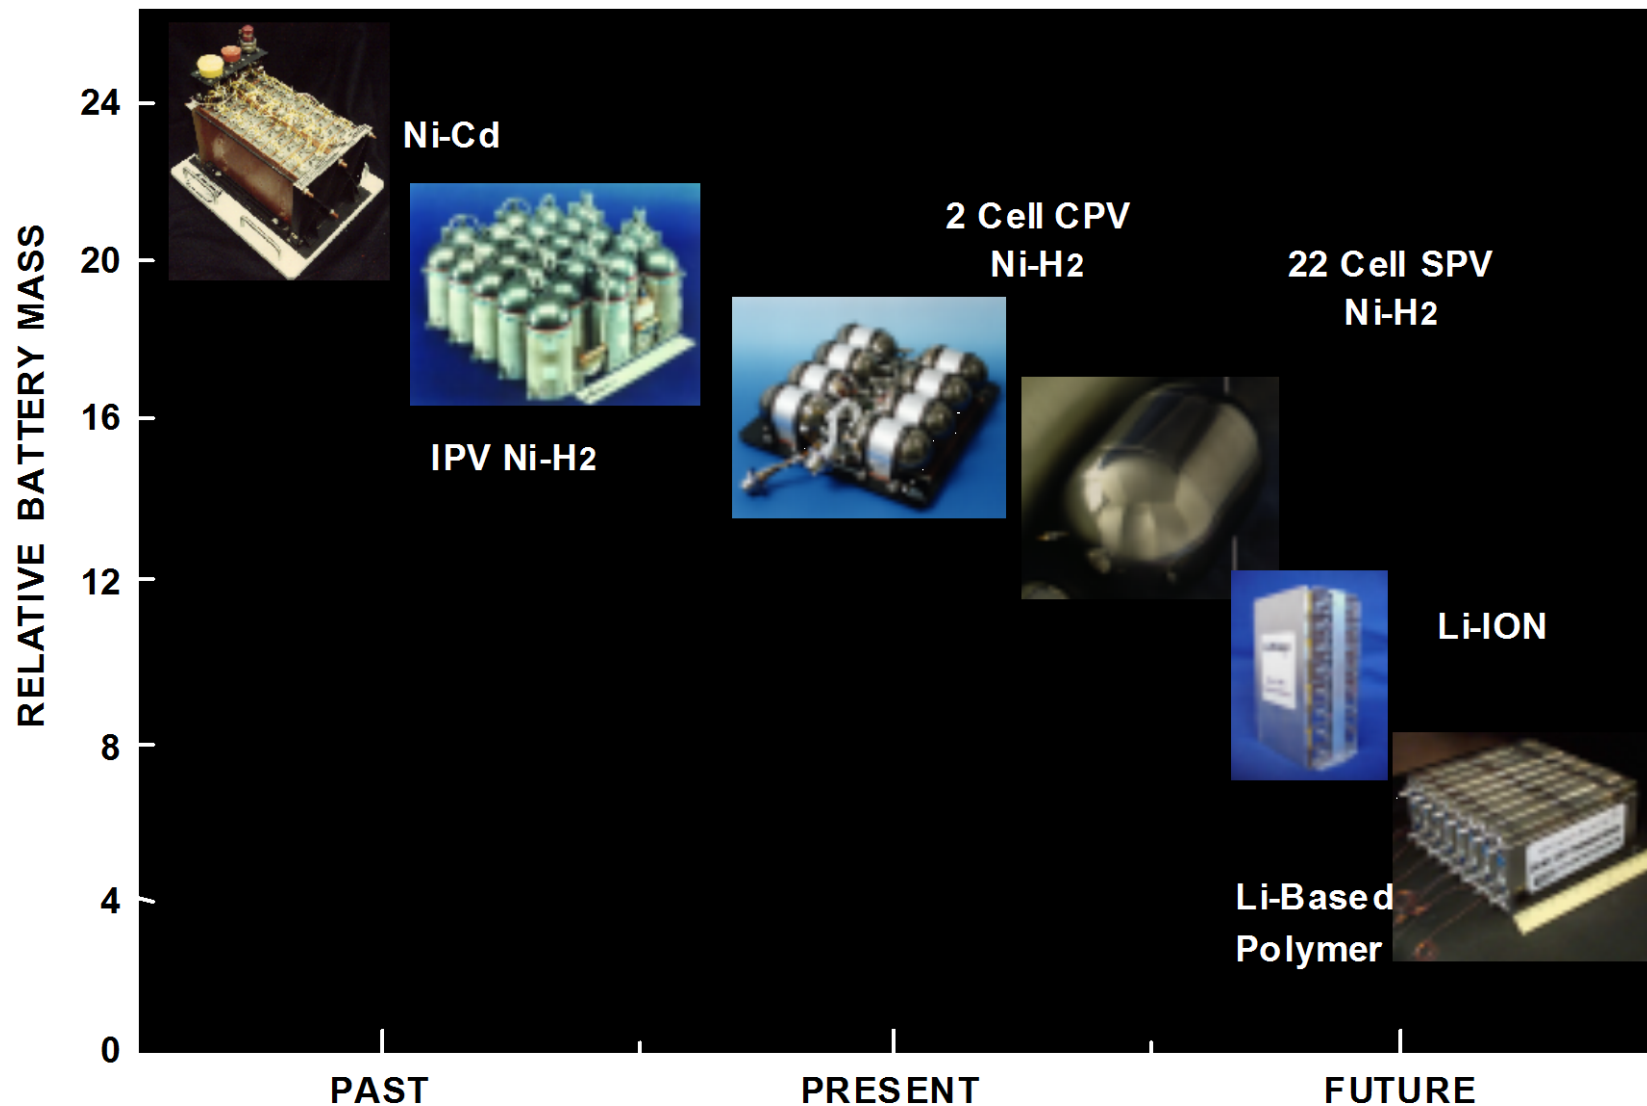 RELATIVE BATTERY MASS
24
20
16
12
8
4
0
Ni-Cd
IPV Ni-H2
2 Cell CPV
Ni-H2
22 Cell SPV
Ni-H2
Li-ION
Li-Based
Polymer
PAST
PRESENT
FUTURE